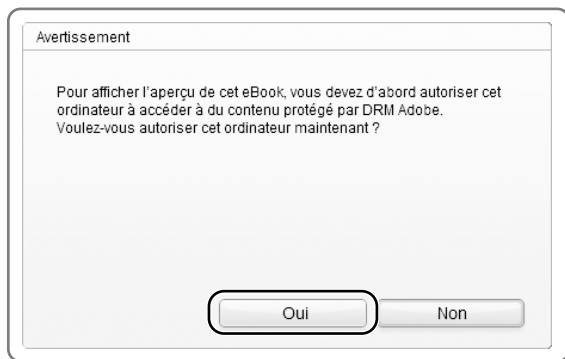 Avertissement
Pour afficher l'aperçu de cet eBook, vous devez d'abord autoriser cet
ordinateur à accéder à du contenu protégé par DRM Adobe.
Voulez-vous autoriser cet ordinateur maintenant ?
Oui Non